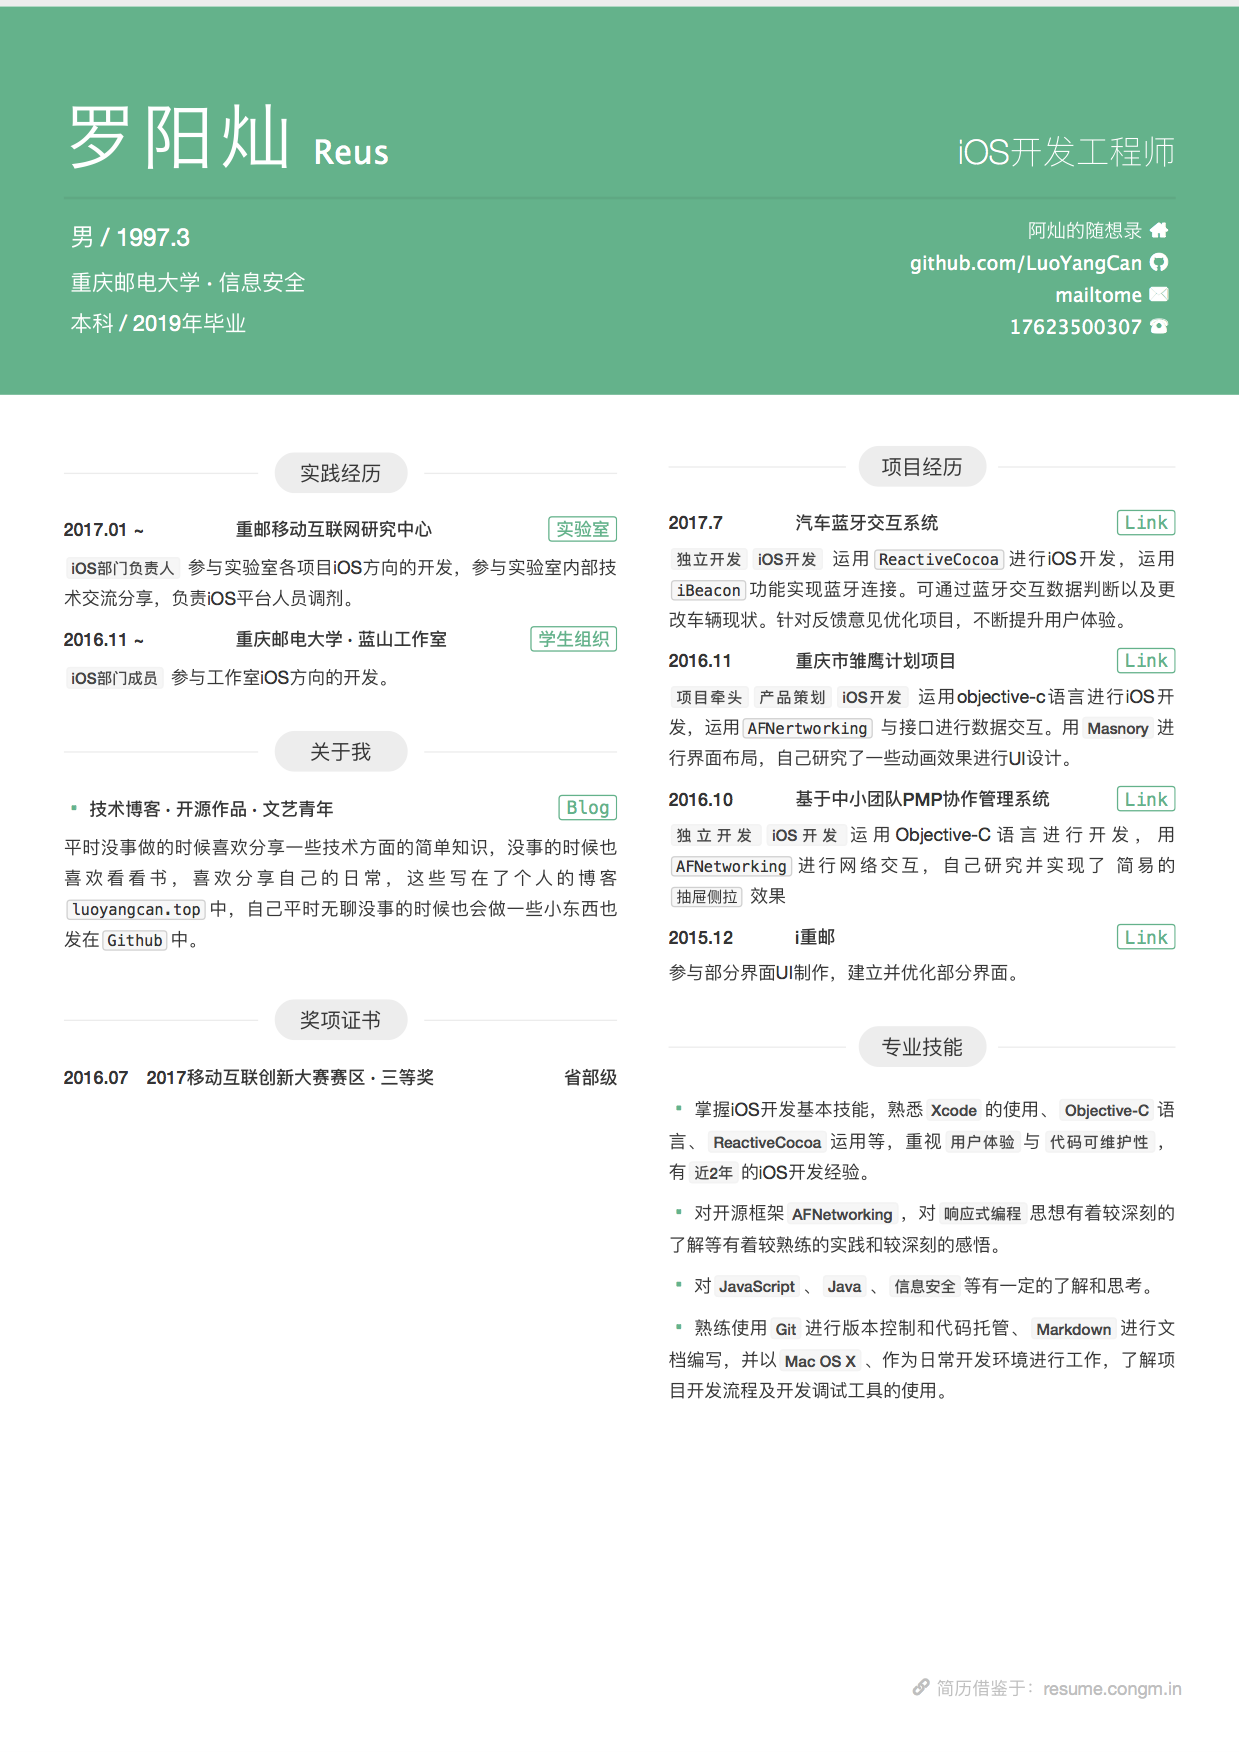 罗阳灿 Reus
iOS开发工程师
男 / 1997.3
重庆邮电大学 · 信息安全
本科 / 2019年毕业
阿灿的随想录
github.com/LuoYangCan
mailtome
17623500307
实践经历
2017.01 ~ 重邮移动互联网研究中心 实验室
iOS部门负责人 参与实验室各项目iOS方向的开发，参与实验室内部技
术交流分享，负责iOS平台人员调剂。
2016.11 ~ 重庆邮电大学 · 蓝山工作室 学生组织
iOS部门成员 参与工作室iOS方向的开发。
关于我
技术博客 · 开源作品 · 文艺青年 Blog
平时没事做的时候喜欢分享一些技术方面的简单知识，没事的时候也
喜欢看看书，喜欢分享自己的日常，这些写在了个人的博客
luoyangcan.top 中，自己平时无聊没事的时候也会做一些小东西也
发在 Github 中。
奖项证书
2016.07 2017移动互联创新大赛赛区 · 三等奖 省部级
项目经历
2017.7 汽车蓝牙交互系统 Link
独立开发 iOS开发 运用 ReactiveCocoa 进行iOS开发，运用
iBeacon 功能实现蓝牙连接。可通过蓝牙交互数据判断以及更
改车辆现状。针对反馈意见优化项目，不断提升用户体验。
2016.11 重庆市雏鹰计划项目 Link
项目牵头 产品策划 iOS开发 运用objective-c语言进行iOS开
发，运用 AFNertworking 与接口进行数据交互。用 Masnory 进
行界面布局，自己研究了一些动画效果进行UI设计。
2016.10 基于中小团队PMP协作管理系统 Link
独立开发 iOS开发 运用Objective-C语言进行开发，用
AFNetworking 进行网络交互，自己研究并实现了 简易的
抽屉侧拉 效果
2015.12 i重邮 Link
参与部分界面UI制作，建立并优化部分界面。
专业技能
掌握iOS开发基本技能，熟悉 Xcode 的使用、 Objective-C 语
言、 ReactiveCocoa 运用等，重视 用户体验 与 代码可维护性 ，
有 近2年 的iOS开发经验。
对开源框架 AFNetworking ，对 响应式编程 思想有着较深刻的
了解等有着较熟练的实践和较深刻的感悟。
对 JavaScript 、 Java 、 信息安全 等有一定的了解和思考。
熟练使用 Git 进行版本控制和代码托管、 Markdown 进行文
档编写，并以 Mac OS X 、作为日常开发环境进行工作，了解项
目开发流程及开发调试工具的使用。
简历借鉴于：resume.congm.in